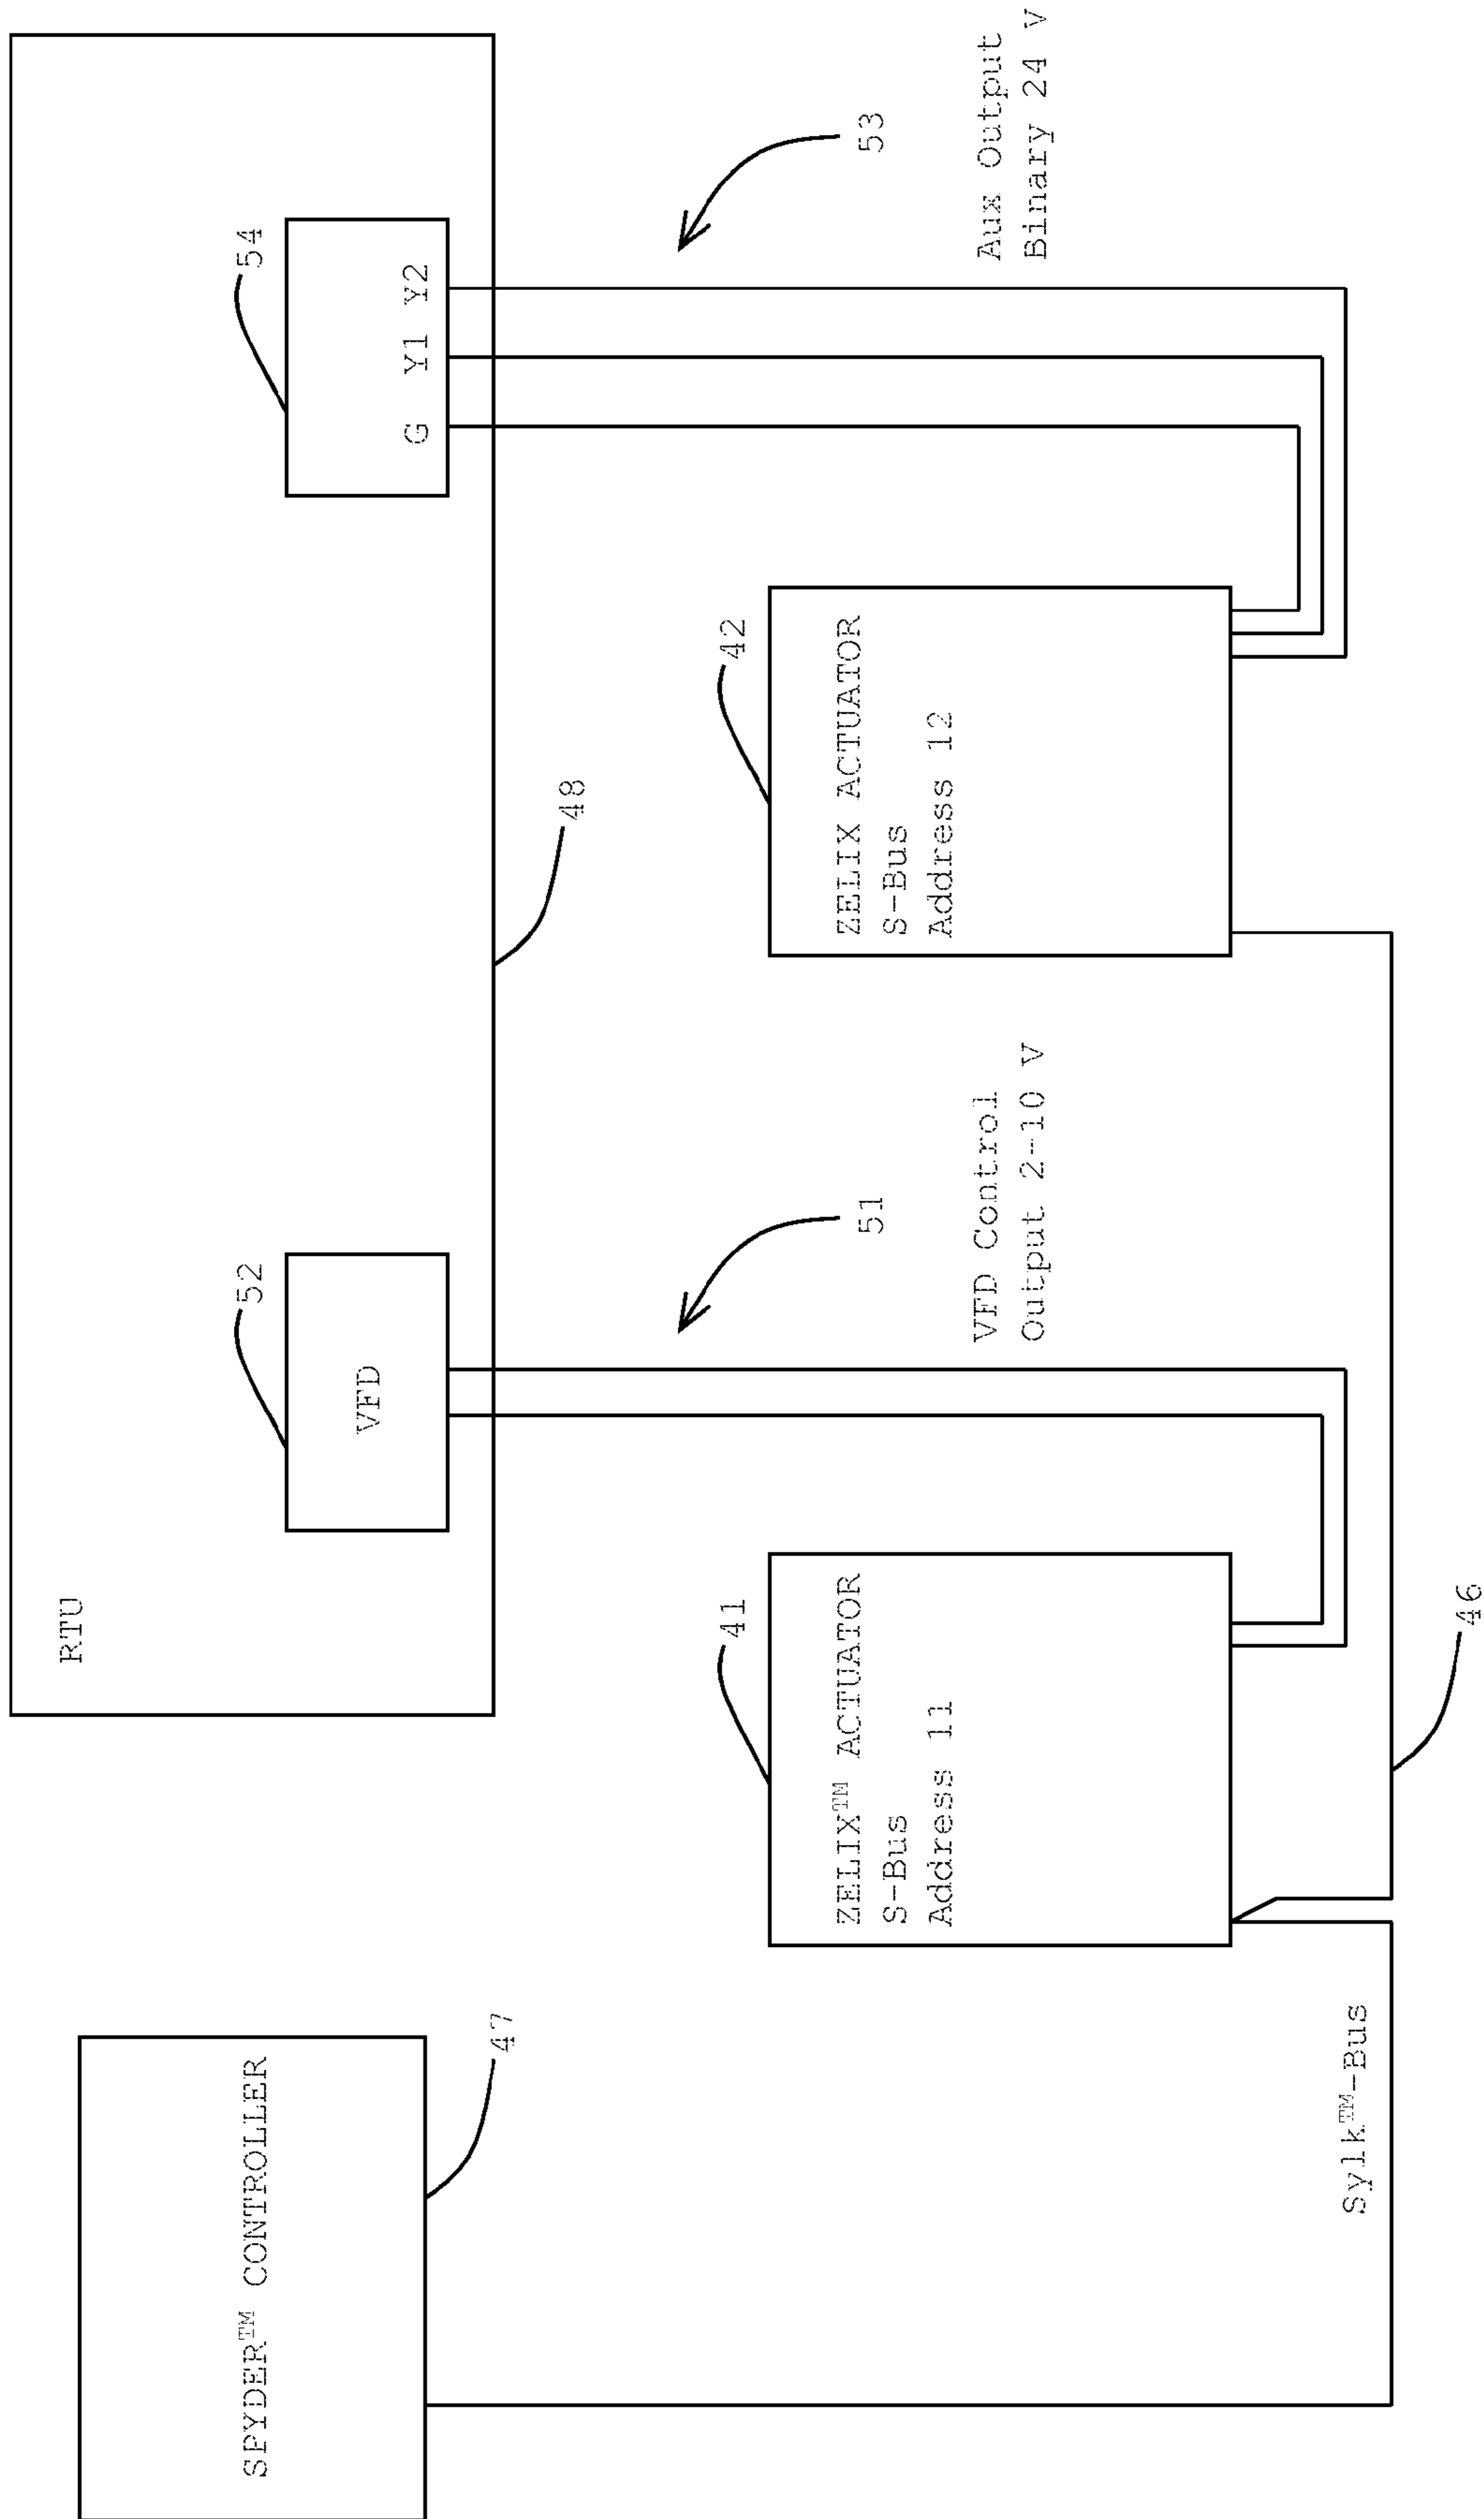 RTU
52
VFD
54
G Y1 Y2
48
SPYDER™ CONTROLLER
47
41
ZELIX™ ACTUATOR
S-Bus
Address 11
51
VFD Control
Output 2-10 V
42
ZELIX ACTUATOR
S-Bus
Address 12
53
Aux Output
Binary 24 V
Sylk™-Bus
46